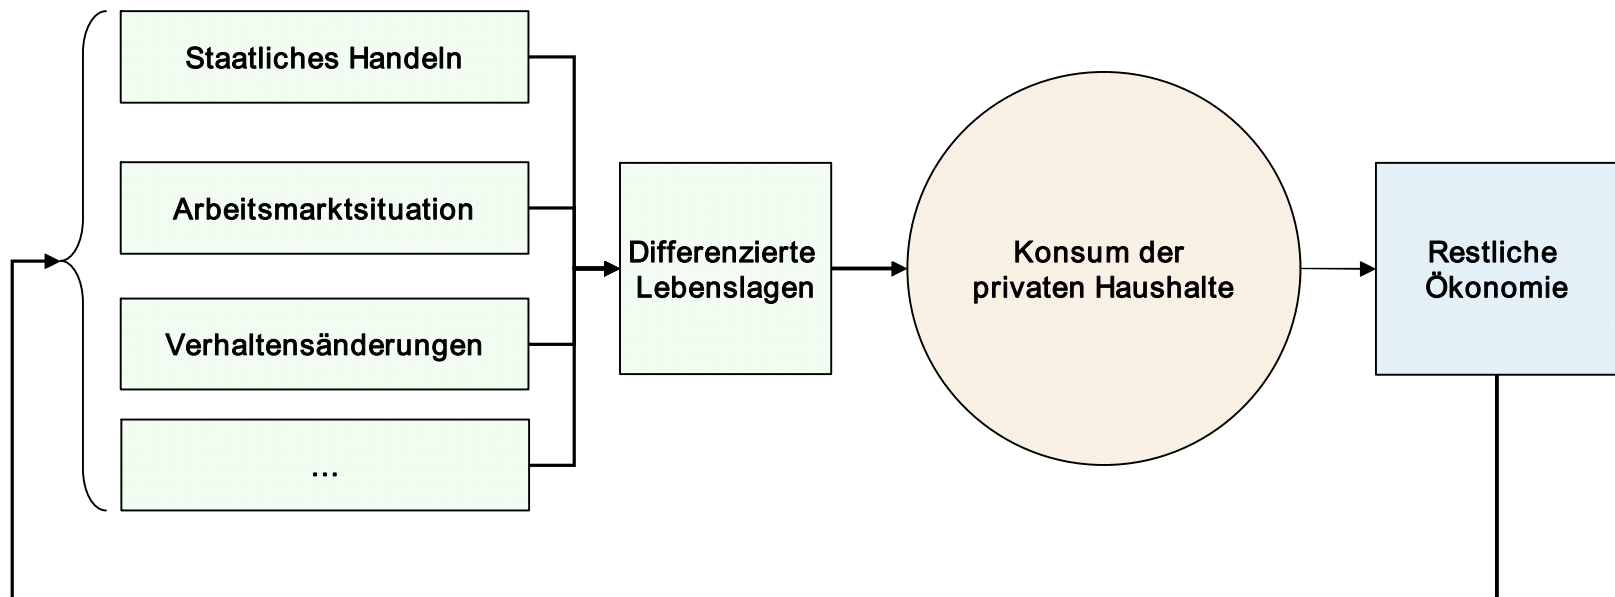 Staatliches Handeln
Arbeitsmarktsituation
Verhaltensänderungen
...
Differenzierte
Lebenslagen
Konsum der
privaten Haushalte
Restliche
Ökonomie